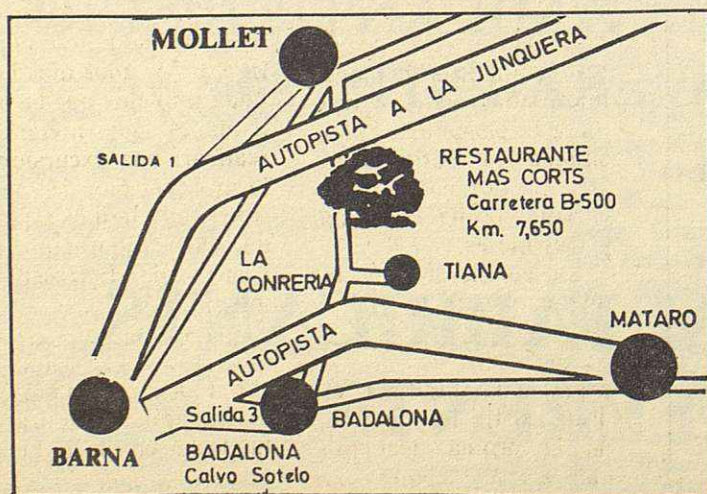 MOLLET
AUTOPISTA A LA JUNQUERA
SALIDA 1
RESTAURANTE
MAS CORTS
Carretera B-500
Km. 7,650
LA
CONRERIA
TIANA
MATARO
AUTOPISTA
Salida 3
BADALONA
BARNA
BADALONA
Calvo Sotelo